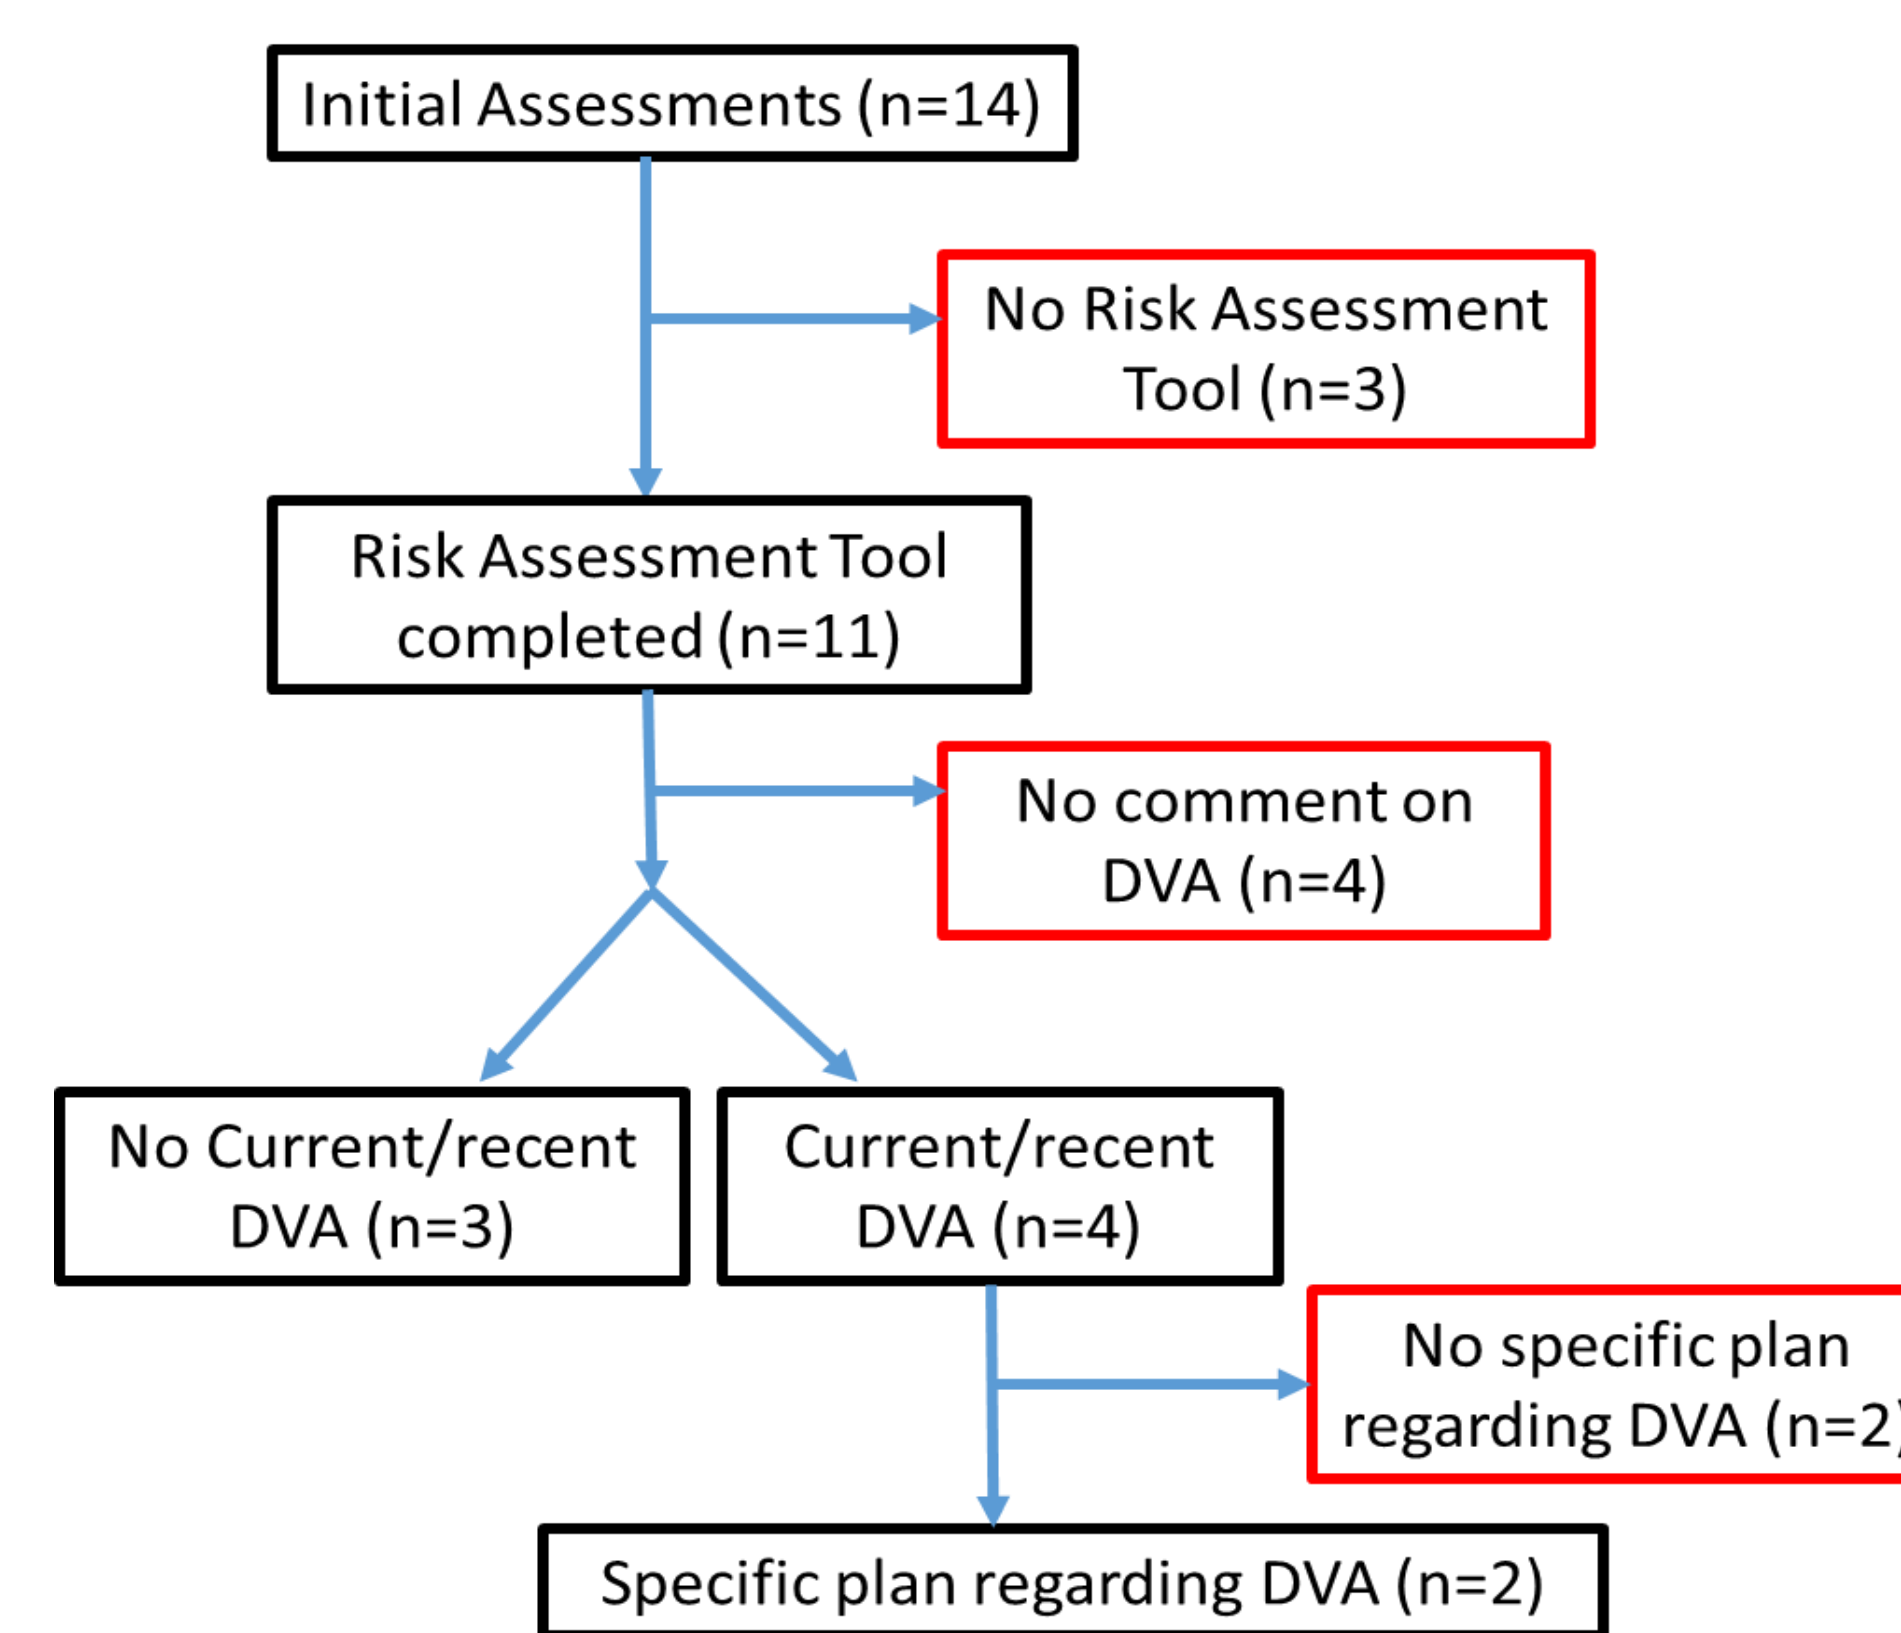 Initial Assessments (n=14)
No Risk Assessment
Tool (n=3)
Risk Assessment Tool
completed (n=11)
No comment on
DVA (n=4)
No Current/recent
DVA (n=3)
Current/recent
DVA (n=4)
No specific plan
regarding DVA (n=2)
Specific plan regarding DVA (n=2)